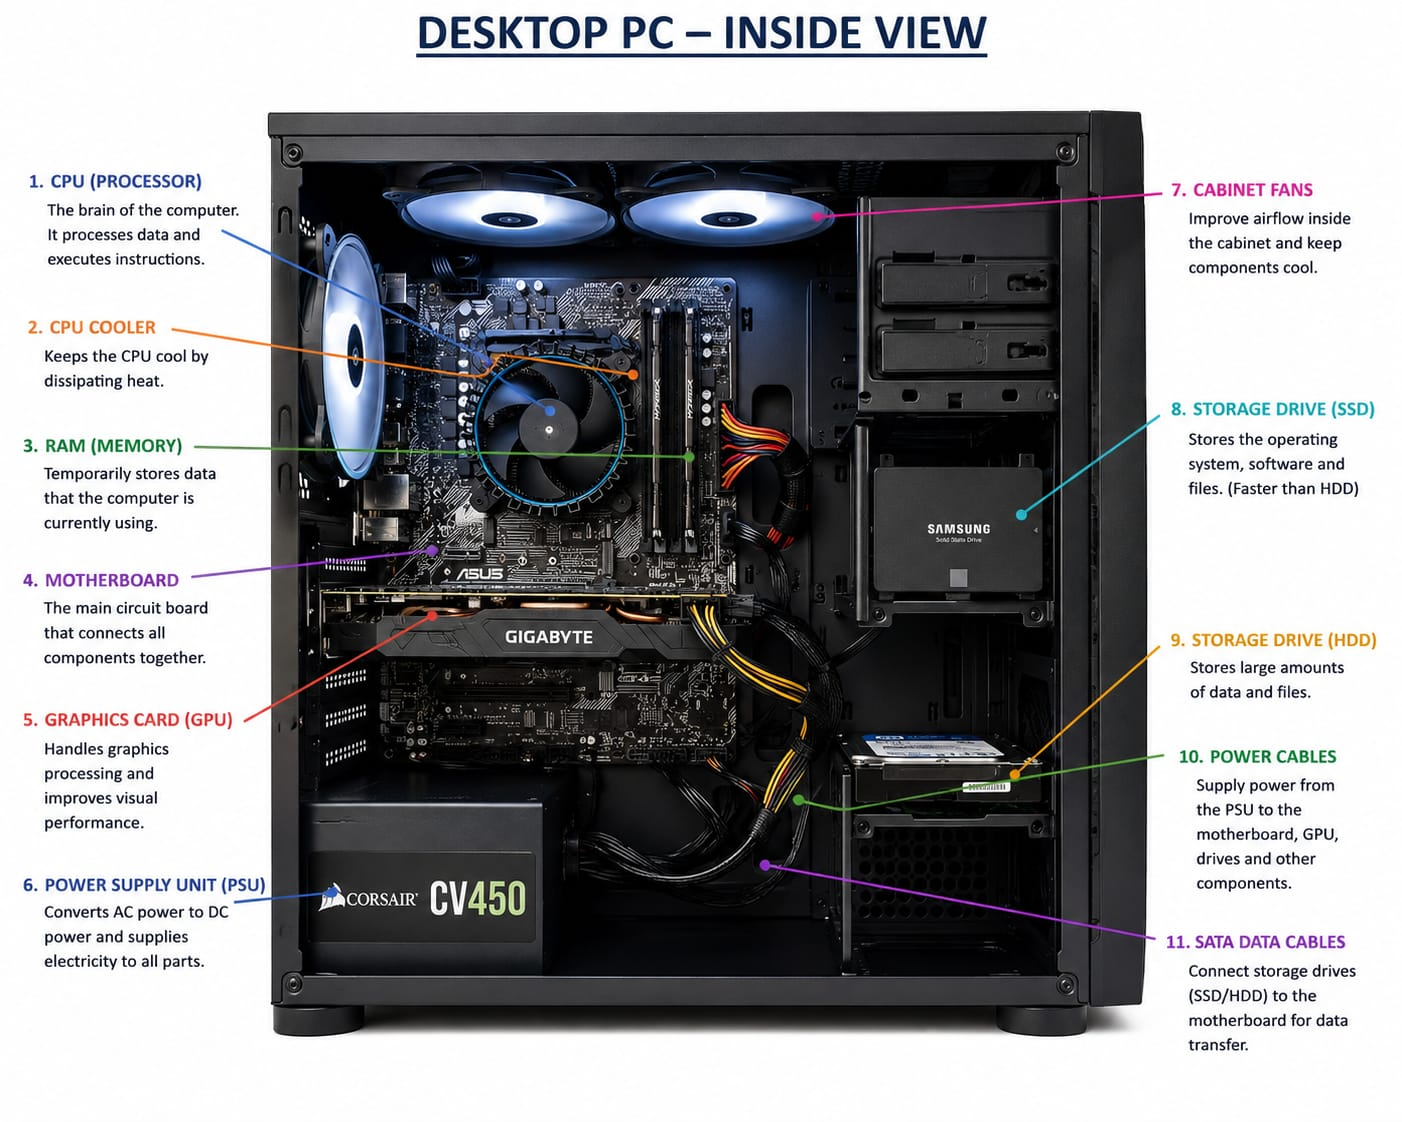 DESKTOP PC – INSIDE VIEW
1. CPU (PROCESSOR)
The brain of the computer.
It processes data and
executes instructions.
2. CPU COOLER
Keeps the CPU cool by
dissipating heat.
3. RAM (MEMORY)
Temporarily stores data
that the computer is
currently using.
4. MOTHERBOARD
The main circuit board
that connects all
components together.
5. GRAPHICS CARD (GPU)
Handles graphics
processing and
improves visual
performance.
6. POWER SUPPLY UNIT (PSU)
Converts AC power to DC
power and supplies
electricity to all parts.
ASUS
GIGABYTE
CORSAIR
CV450
SAMSUNG
Solid State Drive
7. CABINET FANS
Improve airflow inside
the cabinet and keep
components cool.
8. STORAGE DRIVE (SSD)
Stores the operating
system, software and
files. (Faster than HDD)
9. STORAGE DRIVE (HDD)
Stores large amounts
of data and files.
10. POWER CABLES
Supply power from
the PSU to the
motherboard, GPU,
drives and other
components.
11. SATA DATA CABLES
Connect storage drives
(SSD/HDD) to the
motherboard for data
transfer.